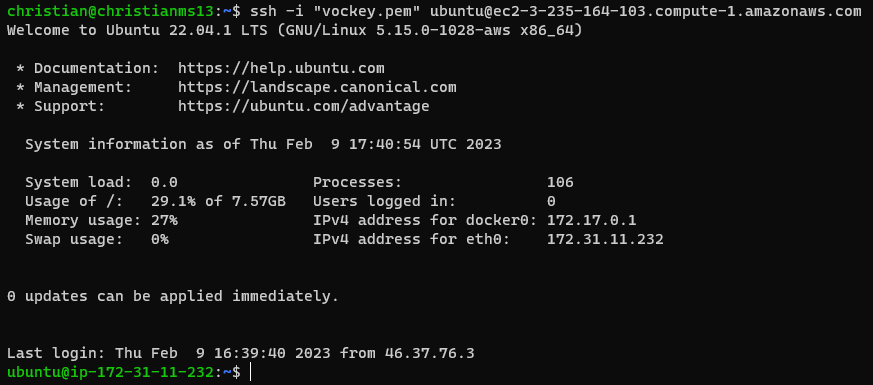 christian@christianms13:~$ ssh -i "vockey.pem" ubuntu@ec2-3-235-164-103.compute-1.amazonaws.com
Welcome to Ubuntu 22.04.1 LTS (GNU/Linux 5.15.0-1028-aws x86_64)
* Documentation:  https://help.ubuntu.com
* Management:     https://landscape.canonical.com
* Support:        https://ubuntu.com/advantage
System information as of Thu Feb  9 17:40:54 UTC 2023
System load:  0.0                Processes:                106
Usage of /:   29.1% of 7.57GB   Users logged in:          0
Memory usage: 27%               IPv4 address for docker0: 172.17.0.1
Swap usage:   0%                IPv4 address for eth0:    172.31.11.232
0 updates can be applied immediately.
Last login: Thu Feb  9 16:39:40 2023 from 46.37.76.3
ubuntu@ip-172-31-11-232:~$